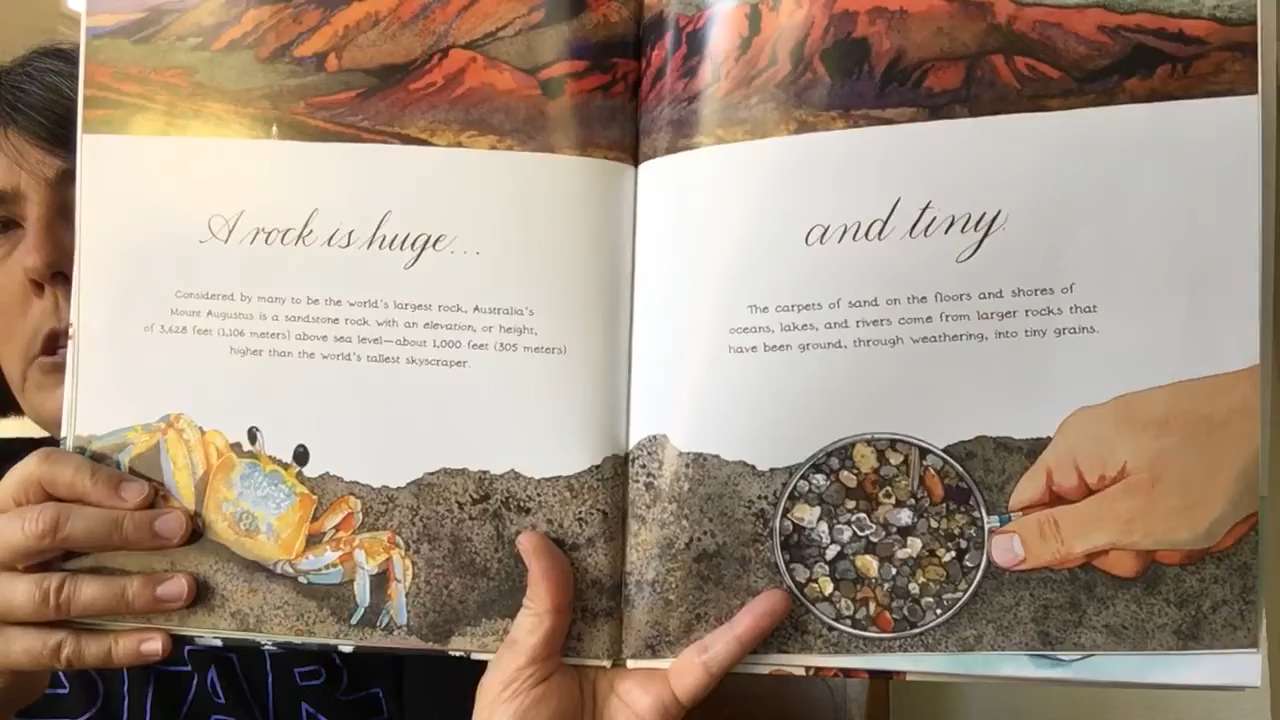 A rock is huge...
Considered by many to be the world's largest rock, Australia's
Mount Augustus is a sandstone rock with an elevation, or height,
of 3,628 feet (1,106 meters) above sea level—about 1,000 feet (305 meters)
higher than the world's tallest skyscraper.
and tiny.
The carpets of sand on the floors and shores of
oceans, lakes, and rivers come from larger rocks that
have been ground, through weathering, into tiny grains.
STAR